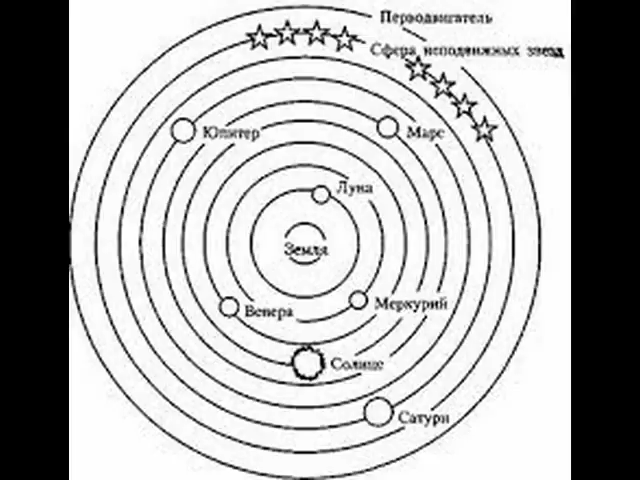 Перводвигатель
Сфера неподвижных звезд
Юпитер
Марс
Луна
Земля
Венера
Меркурий
Солнце
Сатурн